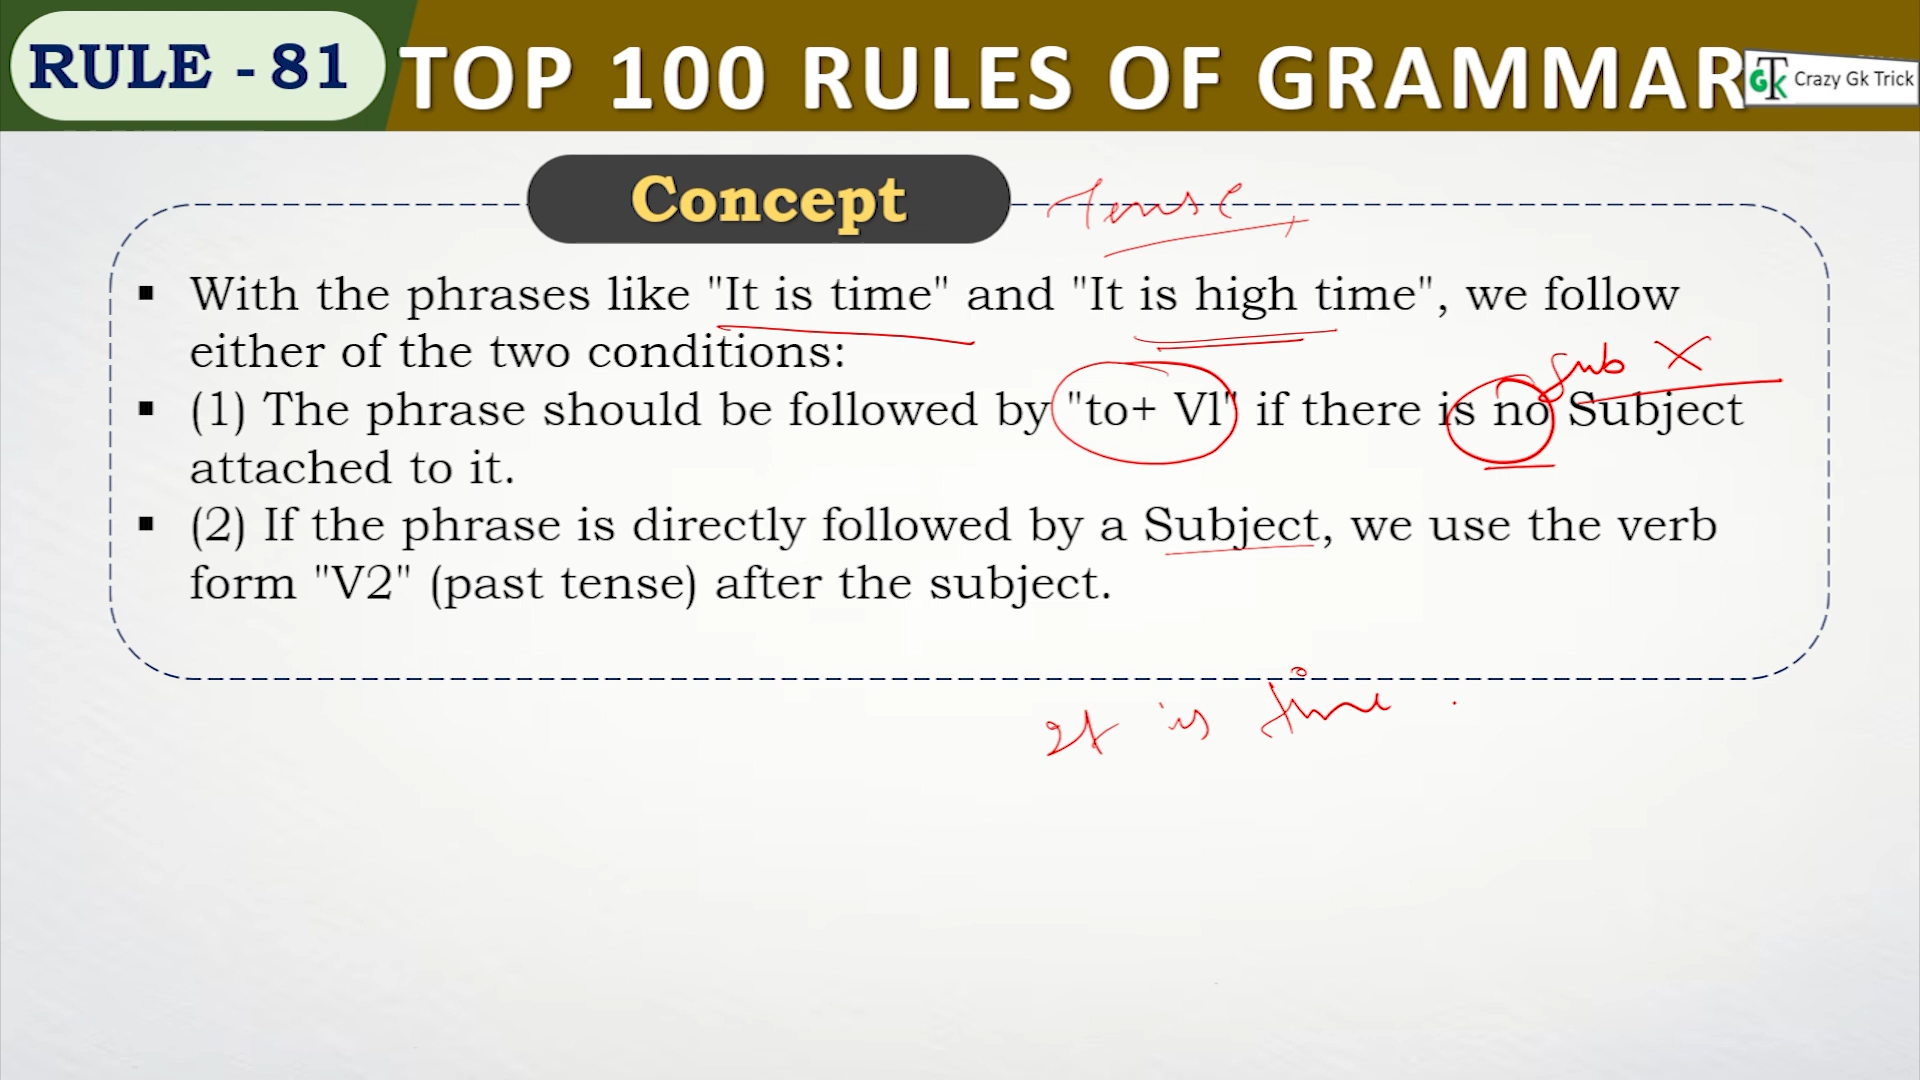 RULE - 81
TOP 100 RULES OF GRAMMAR
GTK Crazy Gk Trick
Concept
tense
▪ With the phrases like "It is time" and "It is high time", we follow
either of the two conditions:
sub X
▪ (1) The phrase should be followed by "to+ Vl" if there is no Subject
attached to it.
▪ (2) If the phrase is directly followed by a Subject, we use the verb
form "V2" (past tense) after the subject.
It is time